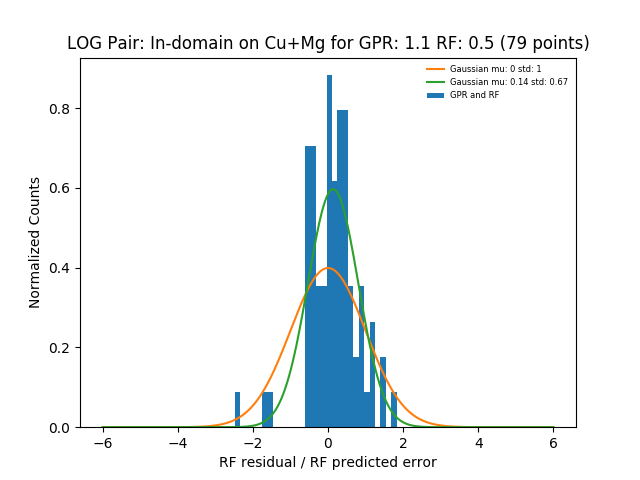 LOG Pair: In-domain on Cu+Mg for GPR: 1.1 RF: 0.5 (79 points)
Gaussian mu: 0 std: 1
Gaussian mu: 0.14 std: 0.67
GPR and RF
Normalized Counts
0.8
0.6
0.4
0.2
0.0
−6 −4 −2 0 2 4 6
RF residual / RF predicted error